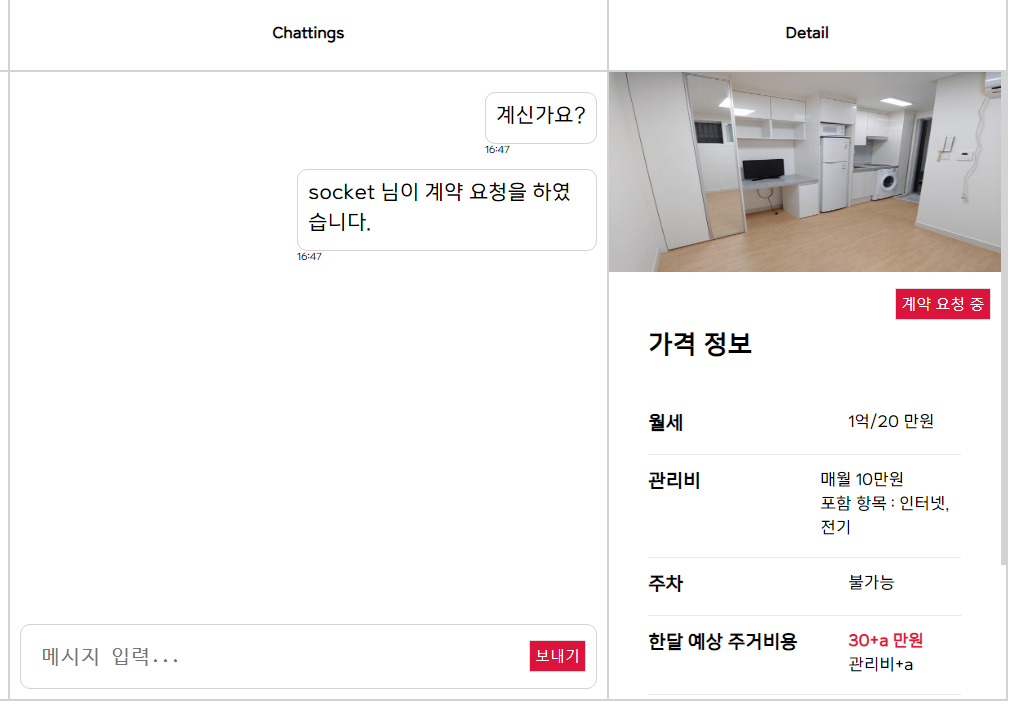 Chattings
계신가요?
16:47
socket 님이 계약 요청을 하였
습니다.
16:47
메시지 입력...
보내기
Detail
계약 요청 중
가격 정보
월세
1억/20 만원
관리비
매월 10만원
포함 항목 : 인터넷,
전기
주차
불가능
한달 예상 주거비용
30+a 만원
관리비+a